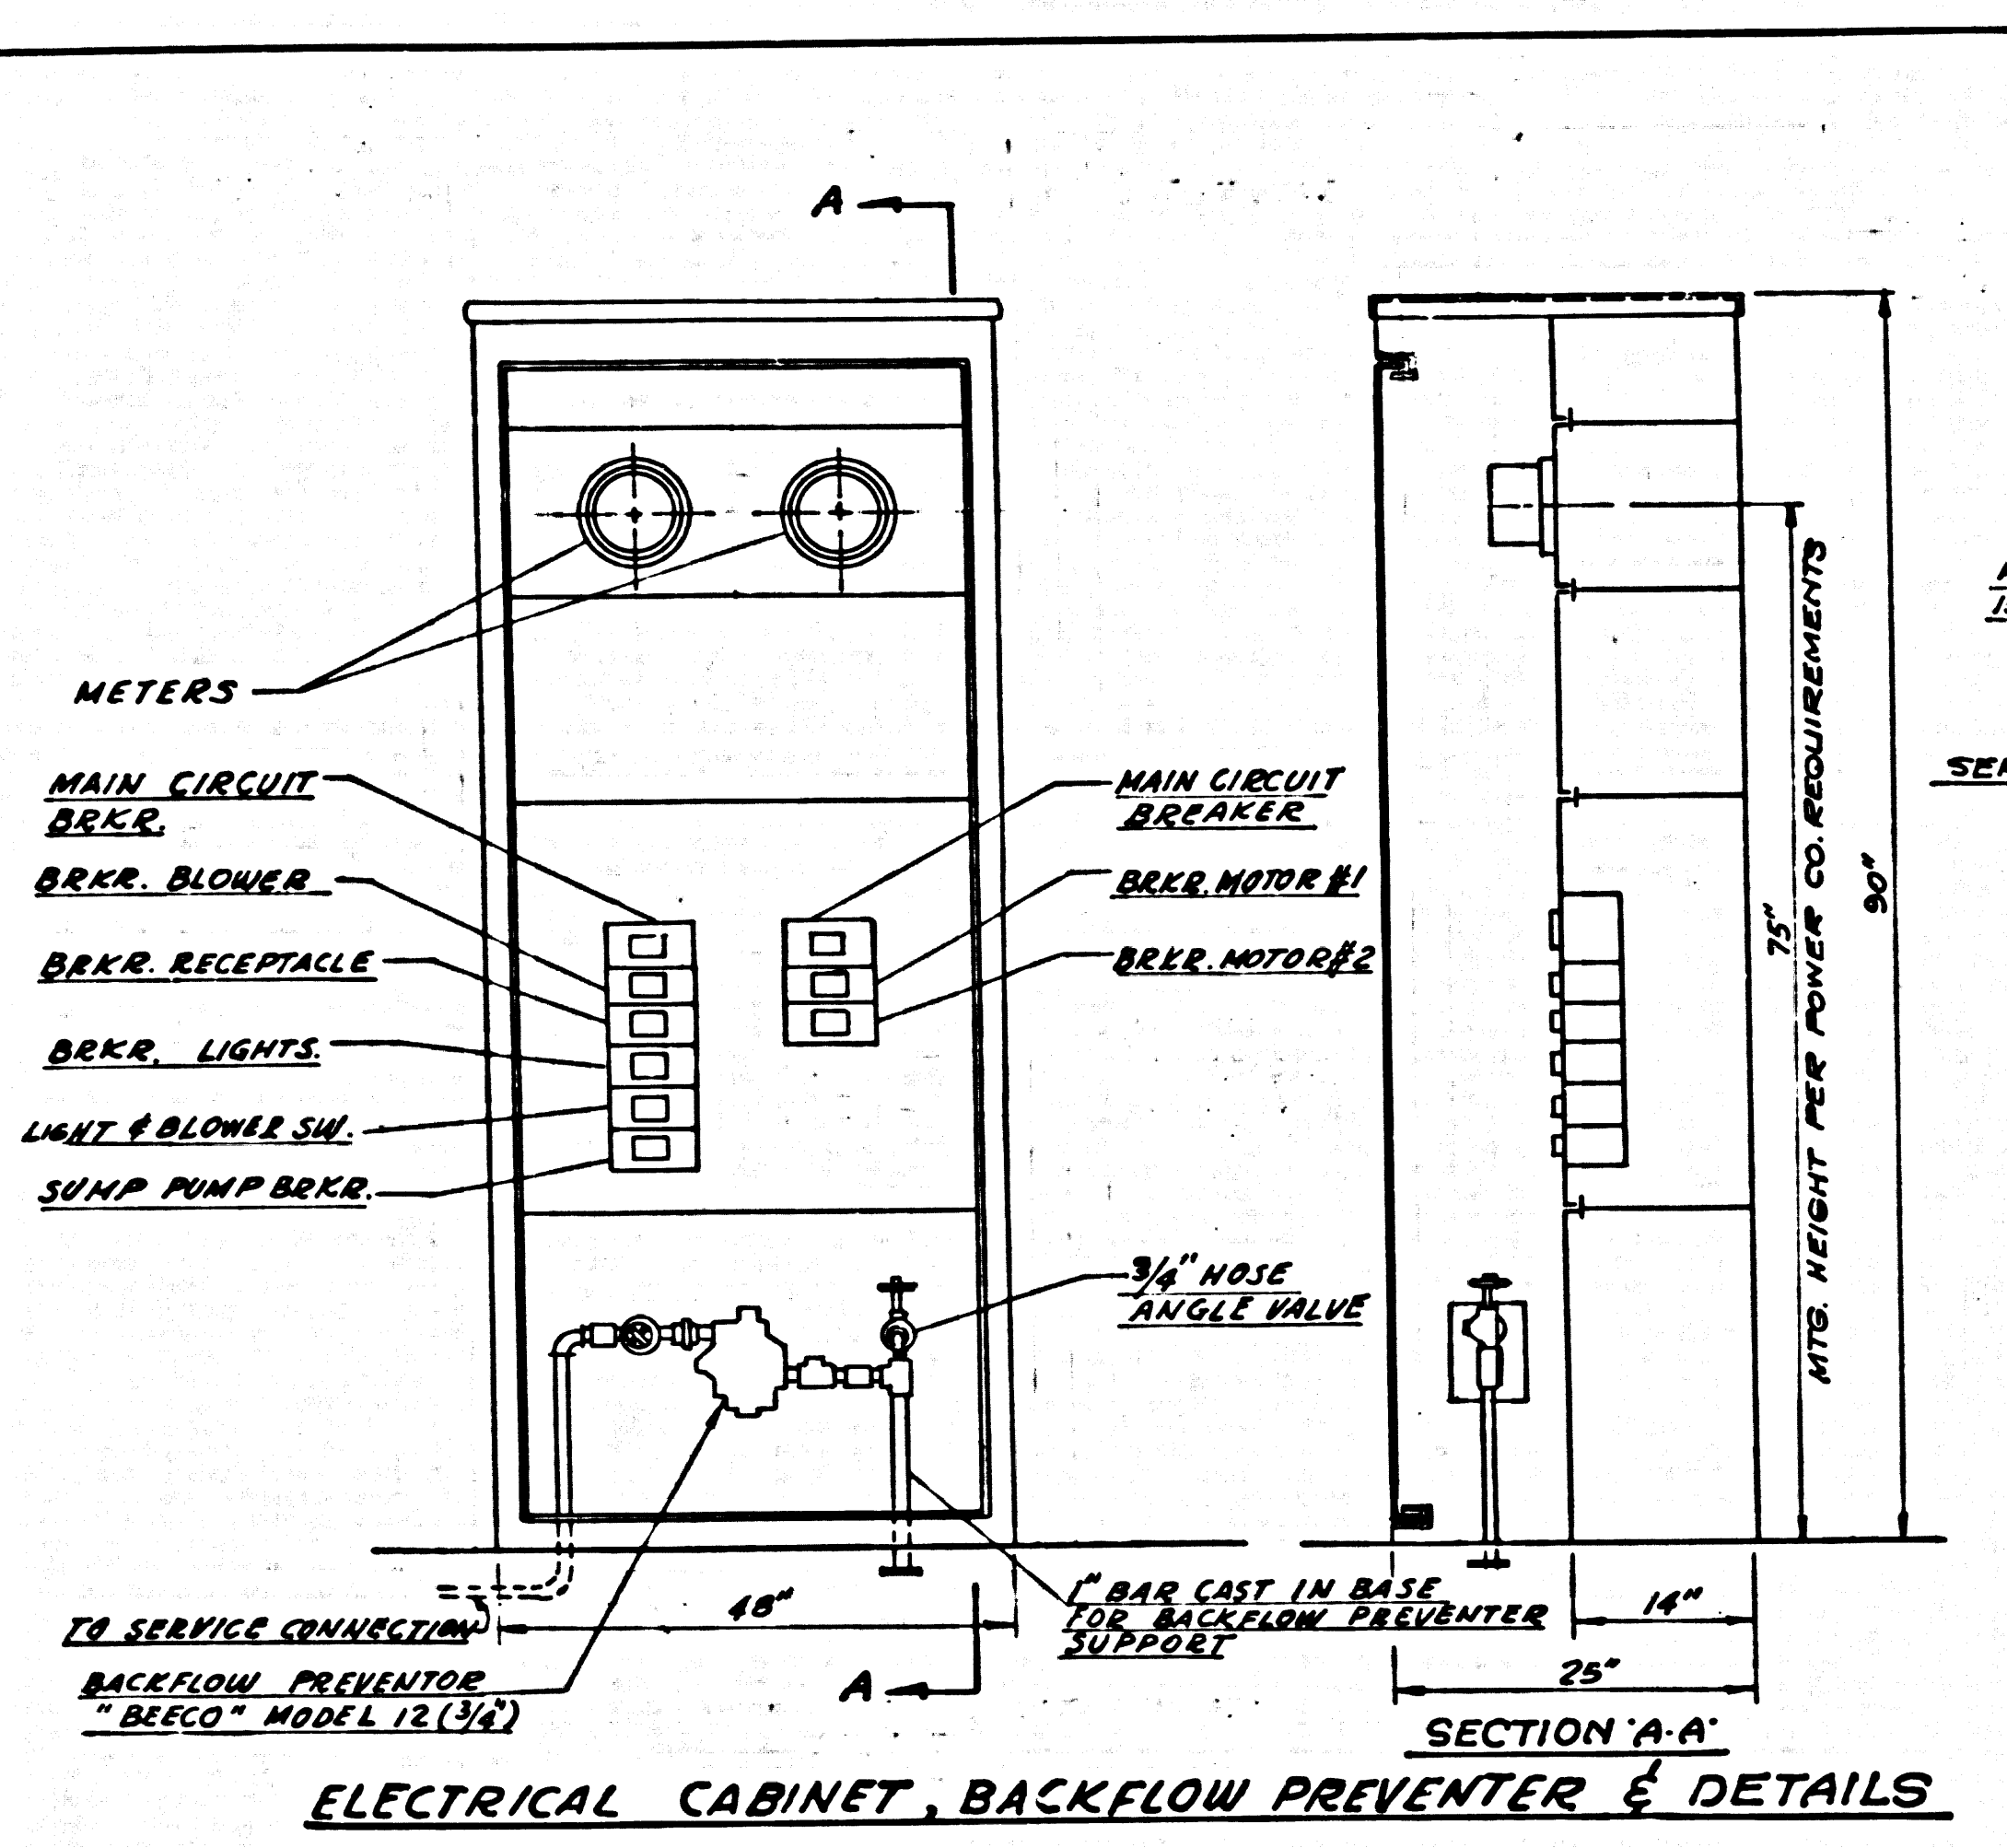 A
METERS
MAIN CIRCUIT
BRKR.
BRKR. BLOWER
BRKR. RECEPTACLE
BRKR. LIGHTS.
LIGHT & BLOWER SW.
SUMP PUMP BRKR.
MAIN CIRCUIT
BREAKER
BRKR. MOTOR #1
BRKR. MOTOR #2
3/4" HOSE
ANGLE VALVE
TO SERVICE CONNECTION
48"
BACKFLOW PREVENTOR
"BEECO" MODEL 12 (3/4")
A
1" BAR CAST IN BASE
FOR BACKFLOW PREVENTER
SUPPORT
75"
MTG. HEIGHT PER POWER CO. REQUIREMENTS
90"
14"
25"
SECTION "A-A"
ELECTRICAL CABINET, BACKFLOW PREVENTER & DETAILS